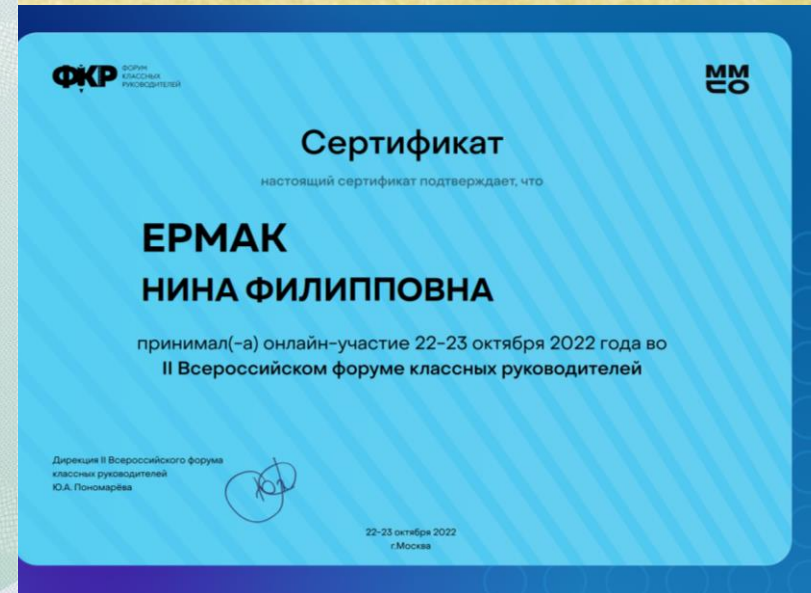 ФКР
ФОРУМ
КЛАССНЫХ
РУКОВОДИТЕЛЕЙ
ММ
СО
Сертификат
настоящий сертификат подтверждает, что
ЕРМАК
НИНА ФИЛИППОВНА
принимал(-а) онлайн-участие 22-23 октября 2022 года во
II Всероссийском форуме классных руководителей
Дирекция II Всероссийского форума
классных руководителей
Ю.А. Пономарёва
22-23 октября 2022
г.Москва